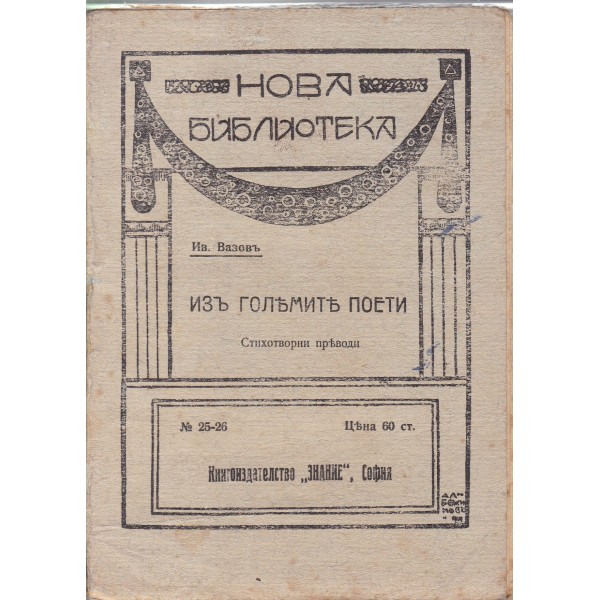 НОВА
БИБЛИОТЕКА
Ив. Вазовъ
ИЗЪ ГОЛѢМИТѢ ПОЕТИ
Стихотворни прѣводи
№ 25-26 Цѣна 60 ст.
Книгоиздателство „ЗНАНИЕ", София